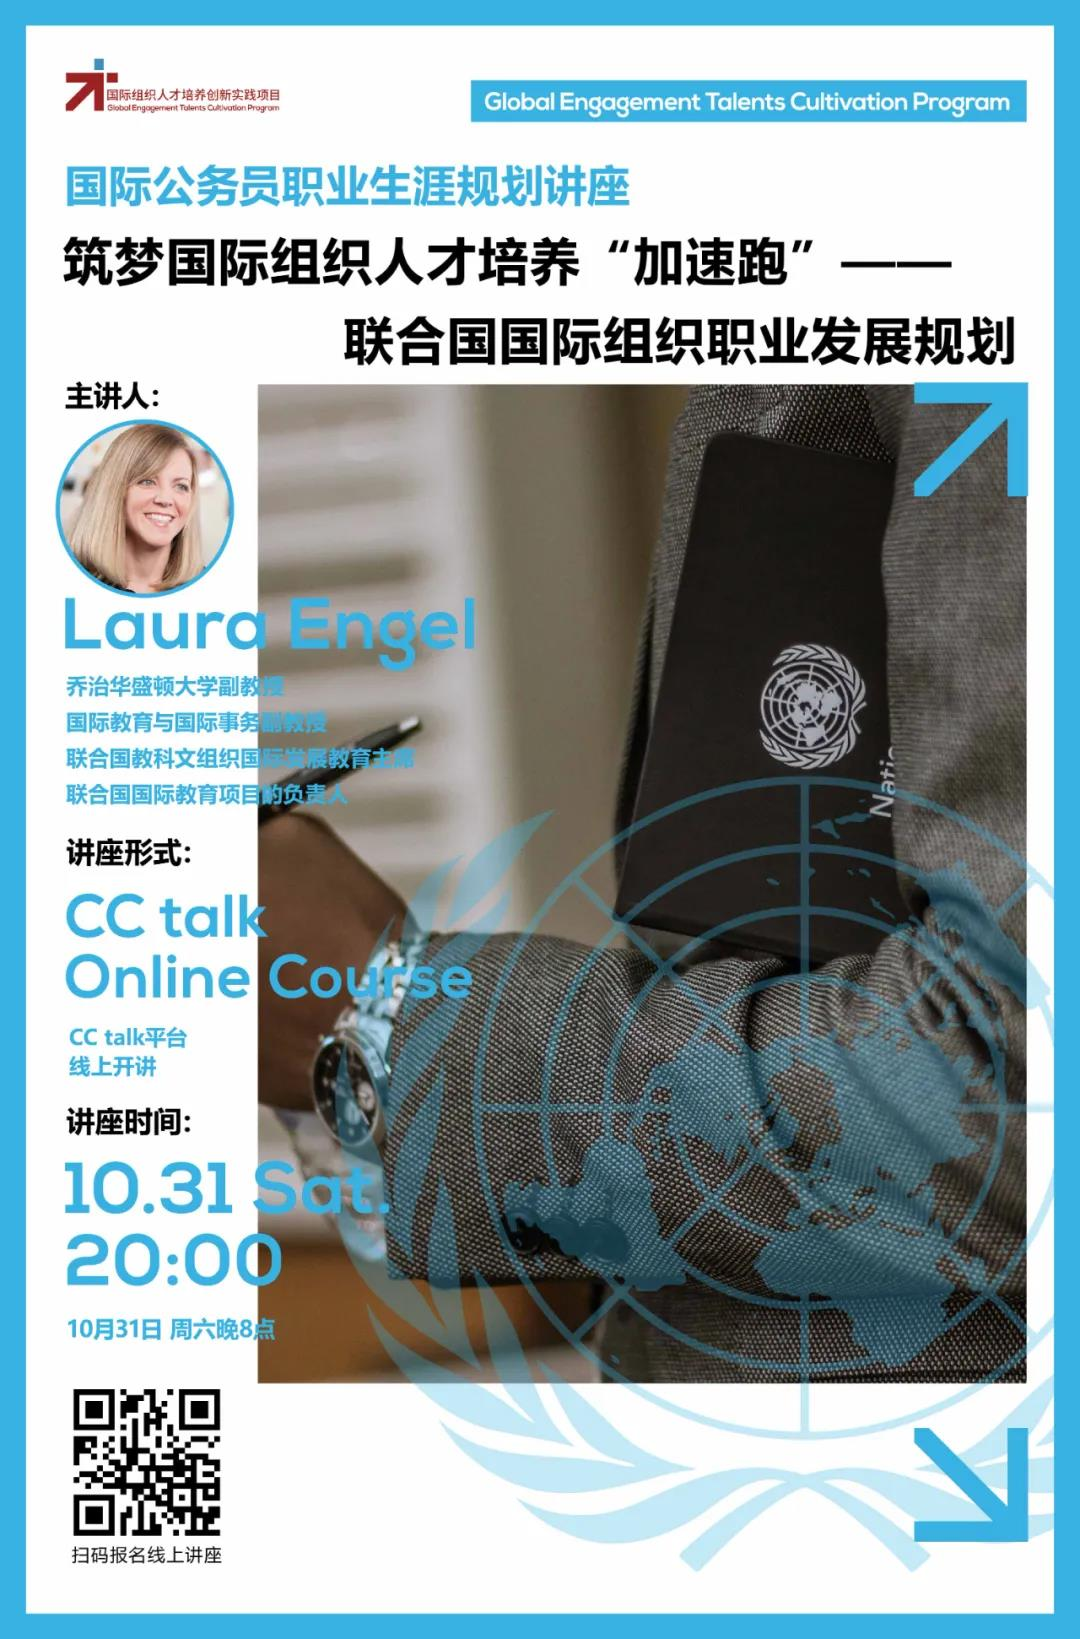 国际组织人才培养创新实践项目
Global Engagement Talents Cultivation Program
Global Engagement Talents Cultivation Program
国际公务员职业生涯规划讲座
筑梦国际组织人才培养“加速跑”——
联合国国际组织职业发展规划
主讲人：
Laura Engel
乔治华盛顿大学副教授
国际教育与国际事务副教授
联合国教科文组织国际发展教育主席
联合国国际教育项目的负责人
Natio
讲座形式：
CC talk
Online Course
CC talk平台
线上开讲
讲座时间：
10.31 Sat.
20:00
10月31日 周六晚8点
扫码报名线上讲座